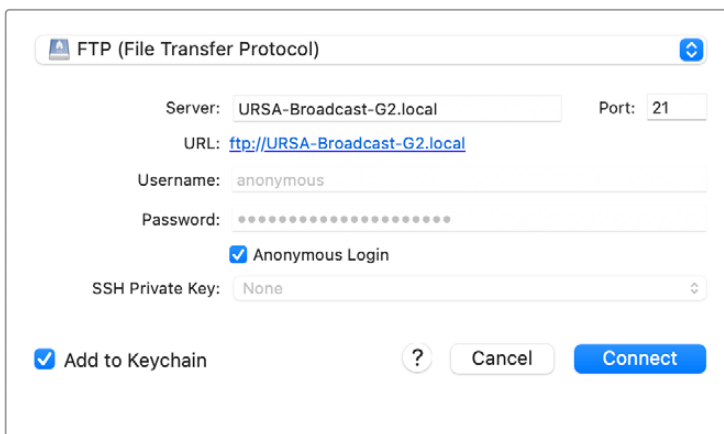 FTP (File Transfer Protocol)
Server: URSA-Broadcast-G2.local Port: 21
URL: ftp://URSA-Broadcast-G2.local
Username: anonymous
Password: ●●●●●●●●●●●●●●●●●●●●●
Anonymous Login
SSH Private Key: None
Add to Keychain ? Cancel Connect